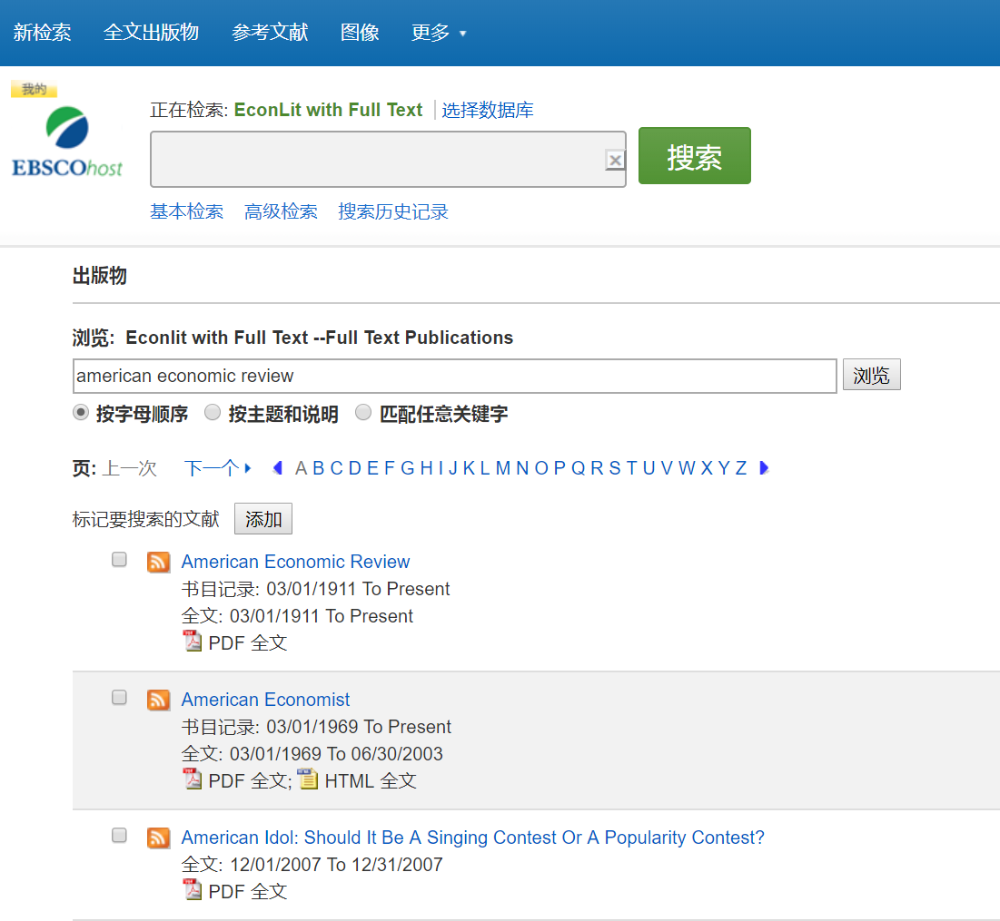 新检索 全文出版物 参考文献 图像 更多
我的
正在检索: EconLit with Full Text 选择数据库
EBSCOhost
搜索
基本检索 高级检索 搜索历史记录
出版物
浏览: Econlit with Full Text --Full Text Publications
american economic review 浏览
按字母顺序 按主题和说明 匹配任意关键字
页: 上一次 下一个 A B C D E F G H I J K L M N O P Q R S T U V W X Y Z
标记要搜索的文献 添加
American Economic Review
书目记录: 03/01/1911 To Present
全文: 03/01/1911 To Present
PDF 全文
American Economist
书目记录: 03/01/1969 To Present
全文: 03/01/1969 To 06/30/2003
PDF 全文; HTML 全文
American Idol: Should It Be A Singing Contest Or A Popularity Contest?
全文: 12/01/2007 To 12/31/2007
PDF 全文